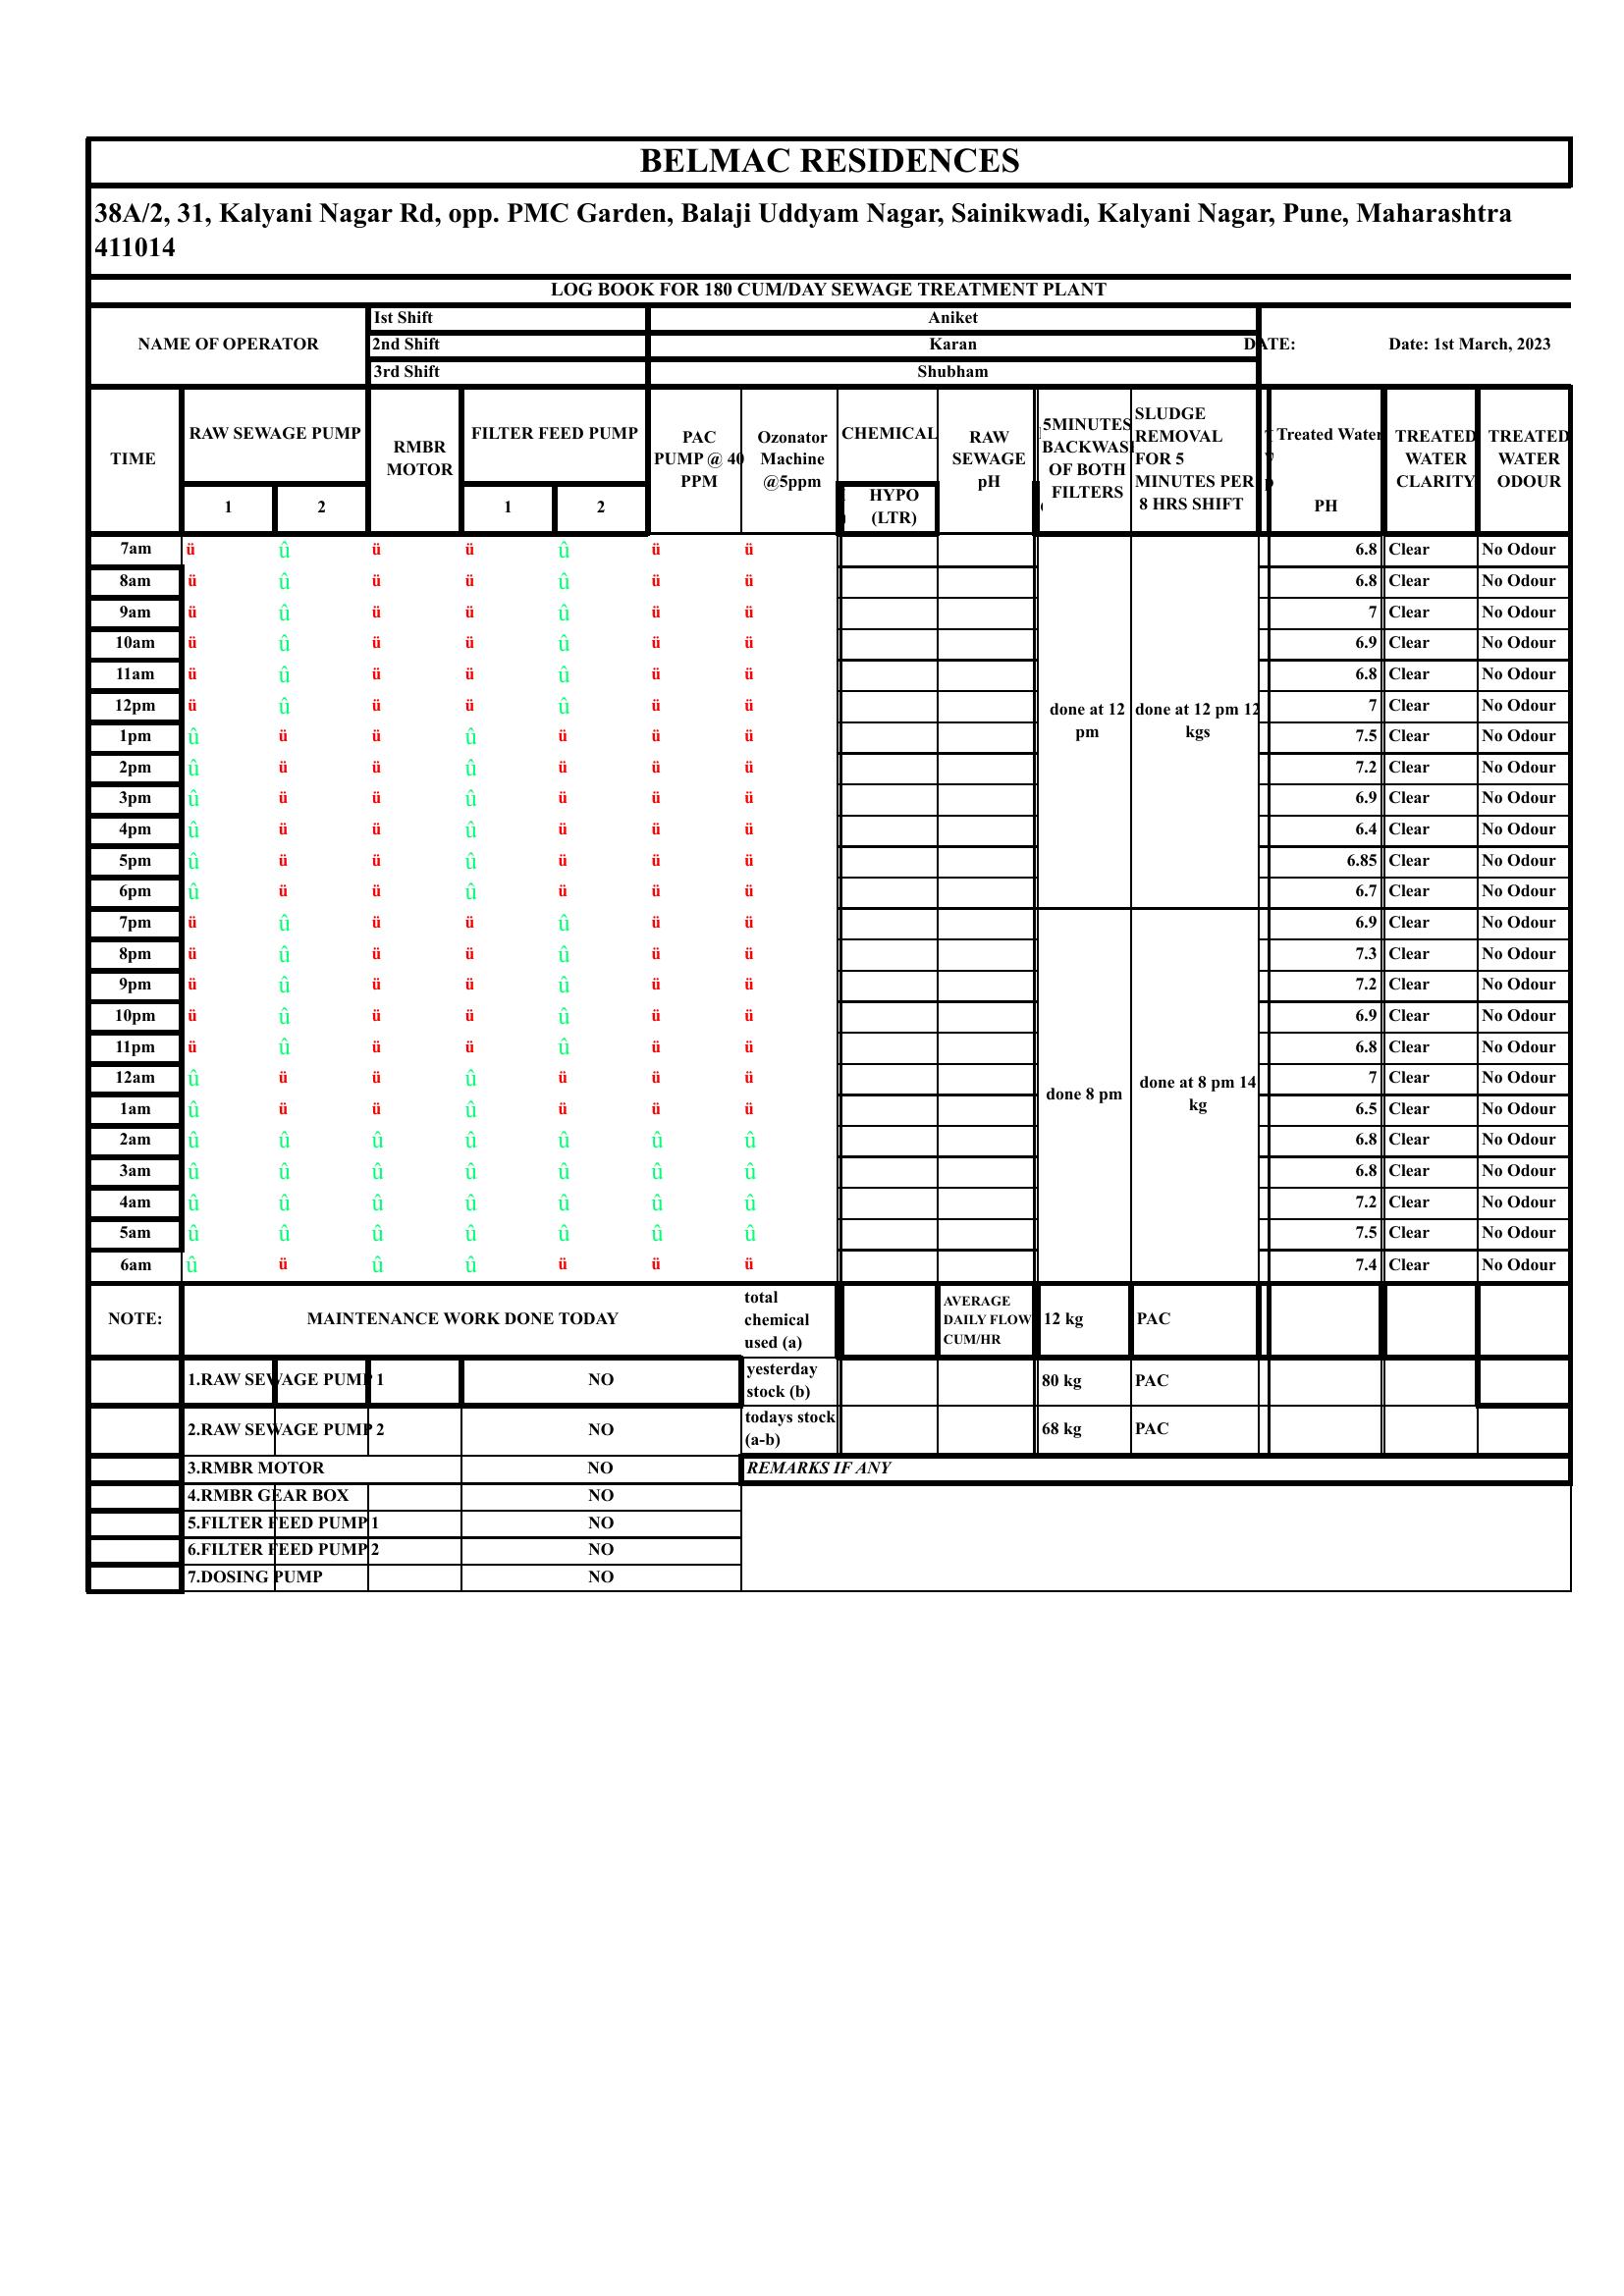 BELMAC RESIDENCES
38A/2, 31, Kalyani Nagar Rd, opp. PMC Garden, Balaji Uddyam Nagar, Sainikwadi, Kalyani Nagar, Pune, Maharashtra
411014
LOG BOOK FOR 180 CUM/DAY SEWAGE TREATMENT PLANT
NAME OF OPERATOR
Ist Shift Aniket
2nd Shift Karan
3rd Shift Shubham
DATE: Date: 1st March, 2023
TIME
RAW SEWAGE PUMP
1 2
RMBR
MOTOR
FILTER FEED PUMP
1 2
PAC
PUMP @ 40
PPM
Ozonator
Machine
@5ppm
CHEMICAL
HYPO
(LTR)
RAW
SEWAGE
pH
5MINUTES
BACKWAS
OF BOTH
FILTERS
SLUDGE
REMOVAL
FOR 5
MINUTES PER
8 HRS SHIFT
Treated Water
PH
TREATED
WATER
CLARITY
TREATED
WATER
ODOUR
7am ü û ü ü û ü ü 6.8 Clear No Odour
8am ü û ü ü û ü ü 6.8 Clear No Odour
9am ü û ü ü û ü ü 7 Clear No Odour
10am ü û ü ü û ü ü 6.9 Clear No Odour
11am ü û ü ü û ü ü 6.8 Clear No Odour
12pm ü û ü ü û ü ü 7 Clear No Odour
done at 12
pm
done at 12 pm 12
kgs
1pm û ü ü û ü ü ü 7.5 Clear No Odour
2pm û ü ü û ü ü ü 7.2 Clear No Odour
3pm û ü ü û ü ü ü 6.9 Clear No Odour
4pm û ü ü û ü ü ü 6.4 Clear No Odour
5pm û ü ü û ü ü ü 6.85 Clear No Odour
6pm û ü ü û ü ü ü 6.7 Clear No Odour
7pm ü û ü ü û ü ü 6.9 Clear No Odour
8pm ü û ü ü û ü ü 7.3 Clear No Odour
9pm ü û ü ü û ü ü 7.2 Clear No Odour
10pm ü û ü ü û ü ü 6.9 Clear No Odour
11pm ü û ü ü û ü ü 6.8 Clear No Odour
12am û ü ü û ü ü ü 7 Clear No Odour
done 8 pm
done at 8 pm 14
kg
1am û ü ü û ü ü ü 6.5 Clear No Odour
2am û û û û û û û 6.8 Clear No Odour
3am û û û û û û û 6.8 Clear No Odour
4am û û û û û û û 7.2 Clear No Odour
5am û û û û û û û 7.5 Clear No Odour
6am û ü û û ü ü ü 7.4 Clear No Odour
NOTE: MAINTENANCE WORK DONE TODAY
total
chemical
used (a)
AVERAGE
DAILY FLOW
CUM/HR
12 kg PAC
1.RAW SEWAGE PUMP 1 NO
yesterday
stock (b)
80 kg PAC
2.RAW SEWAGE PUMP 2 NO
todays stock
(a-b)
68 kg PAC
3.RMBR MOTOR NO REMARKS IF ANY
4.RMBR GEAR BOX NO
5.FILTER FEED PUMP 1 NO
6.FILTER FEED PUMP 2 NO
7.DOSING PUMP NO